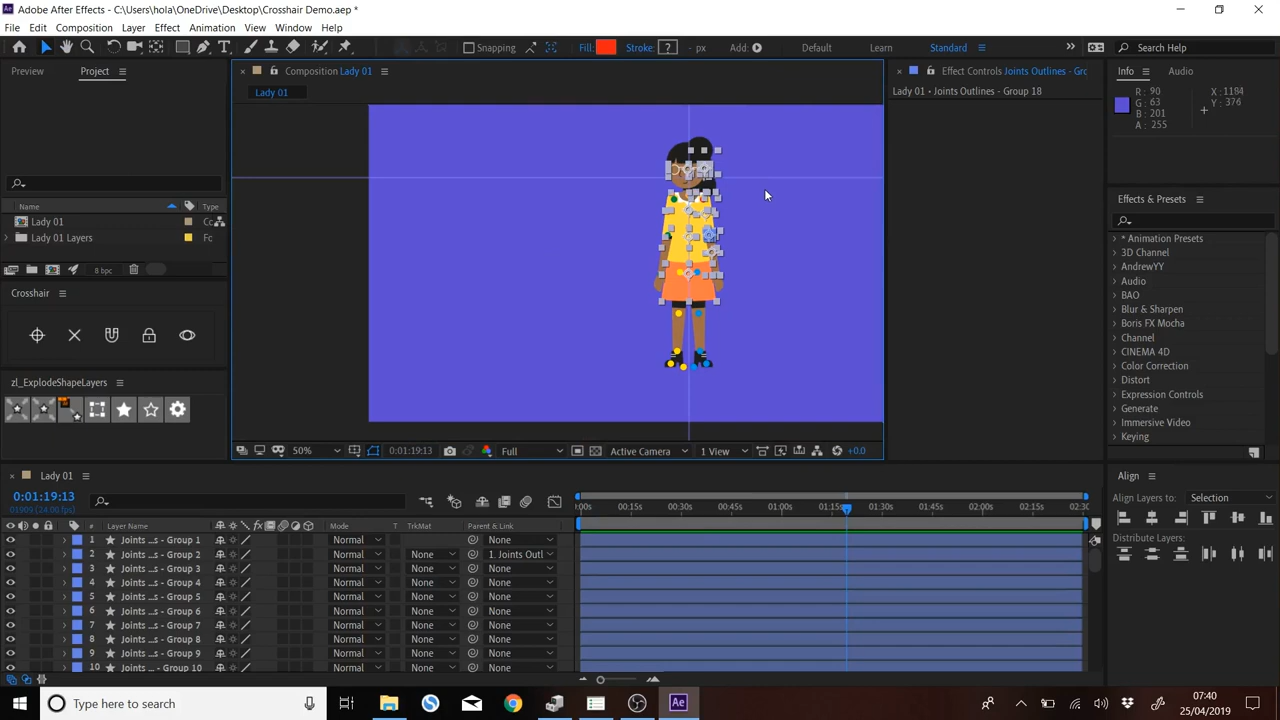 Adobe After Effects - C:\Users\hola\OneDrive\Desktop\Crosshair Demo.aep *
File Edit Composition Layer Effect Animation View Window Help
Snapping Fill: Stroke: ? - px Add: Default Learn Standard Search Help
Preview Project
Composition Lady 01
Effect Controls Joints Outlines - Grc
Info Audio
Lady 01
Lady 01 • Joints Outlines - Group 18
R: 90
G: 63
B: 201
A: 255
X: 1184
Y: 376
Name Type
Lady 01 Cc
Lady 01 Layers Fc
8 bpc
Crosshair
zl_ExplodeShapeLayers
Effects & Presets
* Animation Presets
3D Channel
AndrewYY
Audio
BAO
Blur & Sharpen
Boris FX Mocha
Channel
CINEMA 4D
Color Correction
Distort
Expression Controls
Generate
Immersive Video
Keying
50% 0:01:19:13 Full Active Camera 1 View +0.0
Lady 01
0:01:19:13
01909 (24.00 fps)
# Layer Name Mode T TrkMat Parent & Link
:00s 00:15s 00:30s 00:45s 01:00s 01:15s 01:30s 01:45s 02:00s 02:15s 02:30
1 Joints ...s - Group 1 Normal None
2 Joints ...s - Group 2 Normal None 1. Joints Outl
3 Joints ...s - Group 3 Normal None None
4 Joints ...s - Group 4 Normal None None
5 Joints ...s - Group 5 Normal None None
6 Joints ...s - Group 6 Normal None None
7 Joints ...s - Group 7 Normal None None
8 Joints ...s - Group 8 Normal None None
9 Joints ...s - Group 9 Normal None None
10 Joints ... - Group 10 Normal None None
Align
Align Layers to: Selection
Distribute Layers:
Type here to search
07:40
25/04/2019